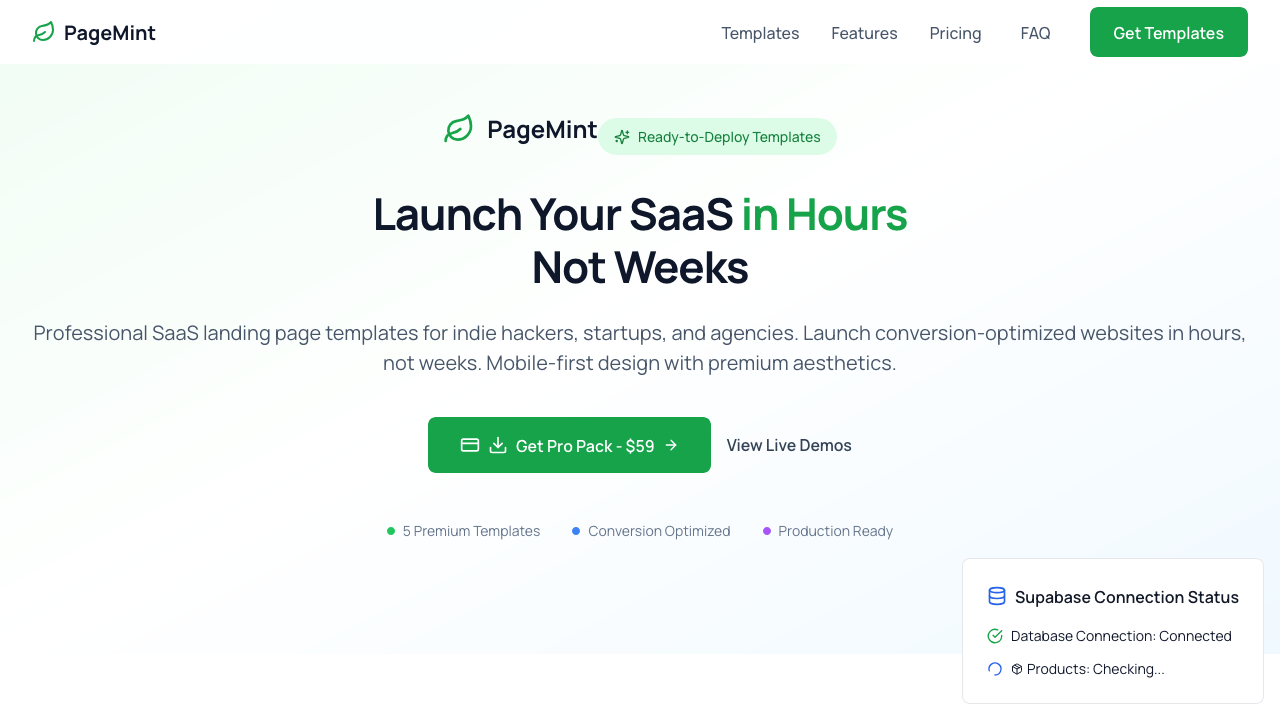 PageMint
Templates
Features
Pricing
FAQ
Get Templates
PageMint
Ready-to-Deploy Templates
Launch Your SaaS in Hours
Not Weeks
Professional SaaS landing page templates for indie hackers, startups, and agencies. Launch conversion-optimized websites in hours,
not weeks. Mobile-first design with premium aesthetics.
Get Pro Pack - $59
View Live Demos
5 Premium Templates
Conversion Optimized
Production Ready
Supabase Connection Status
Database Connection: Connected
Products: Checking...